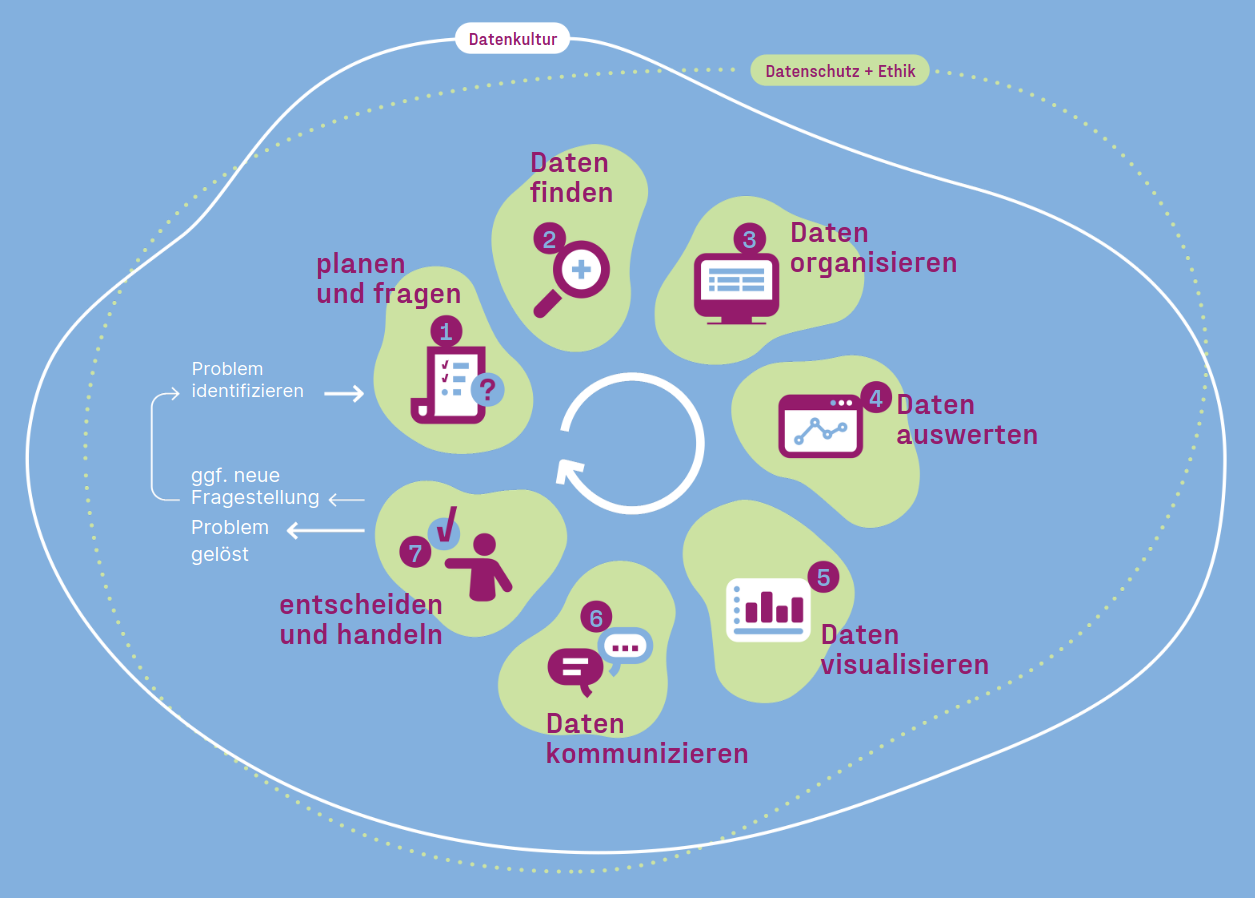 Datenkultur
Datenschutz + Ethik
planen
und fragen
1
?
Daten
finden
2
3
Daten
organisieren
4
Daten
auswerten
5
Daten
visualisieren
6
Daten
kommunizieren
7
entscheiden
und handeln
Problem
identifizieren
ggf. neue
Fragestellung
Problem
gelöst